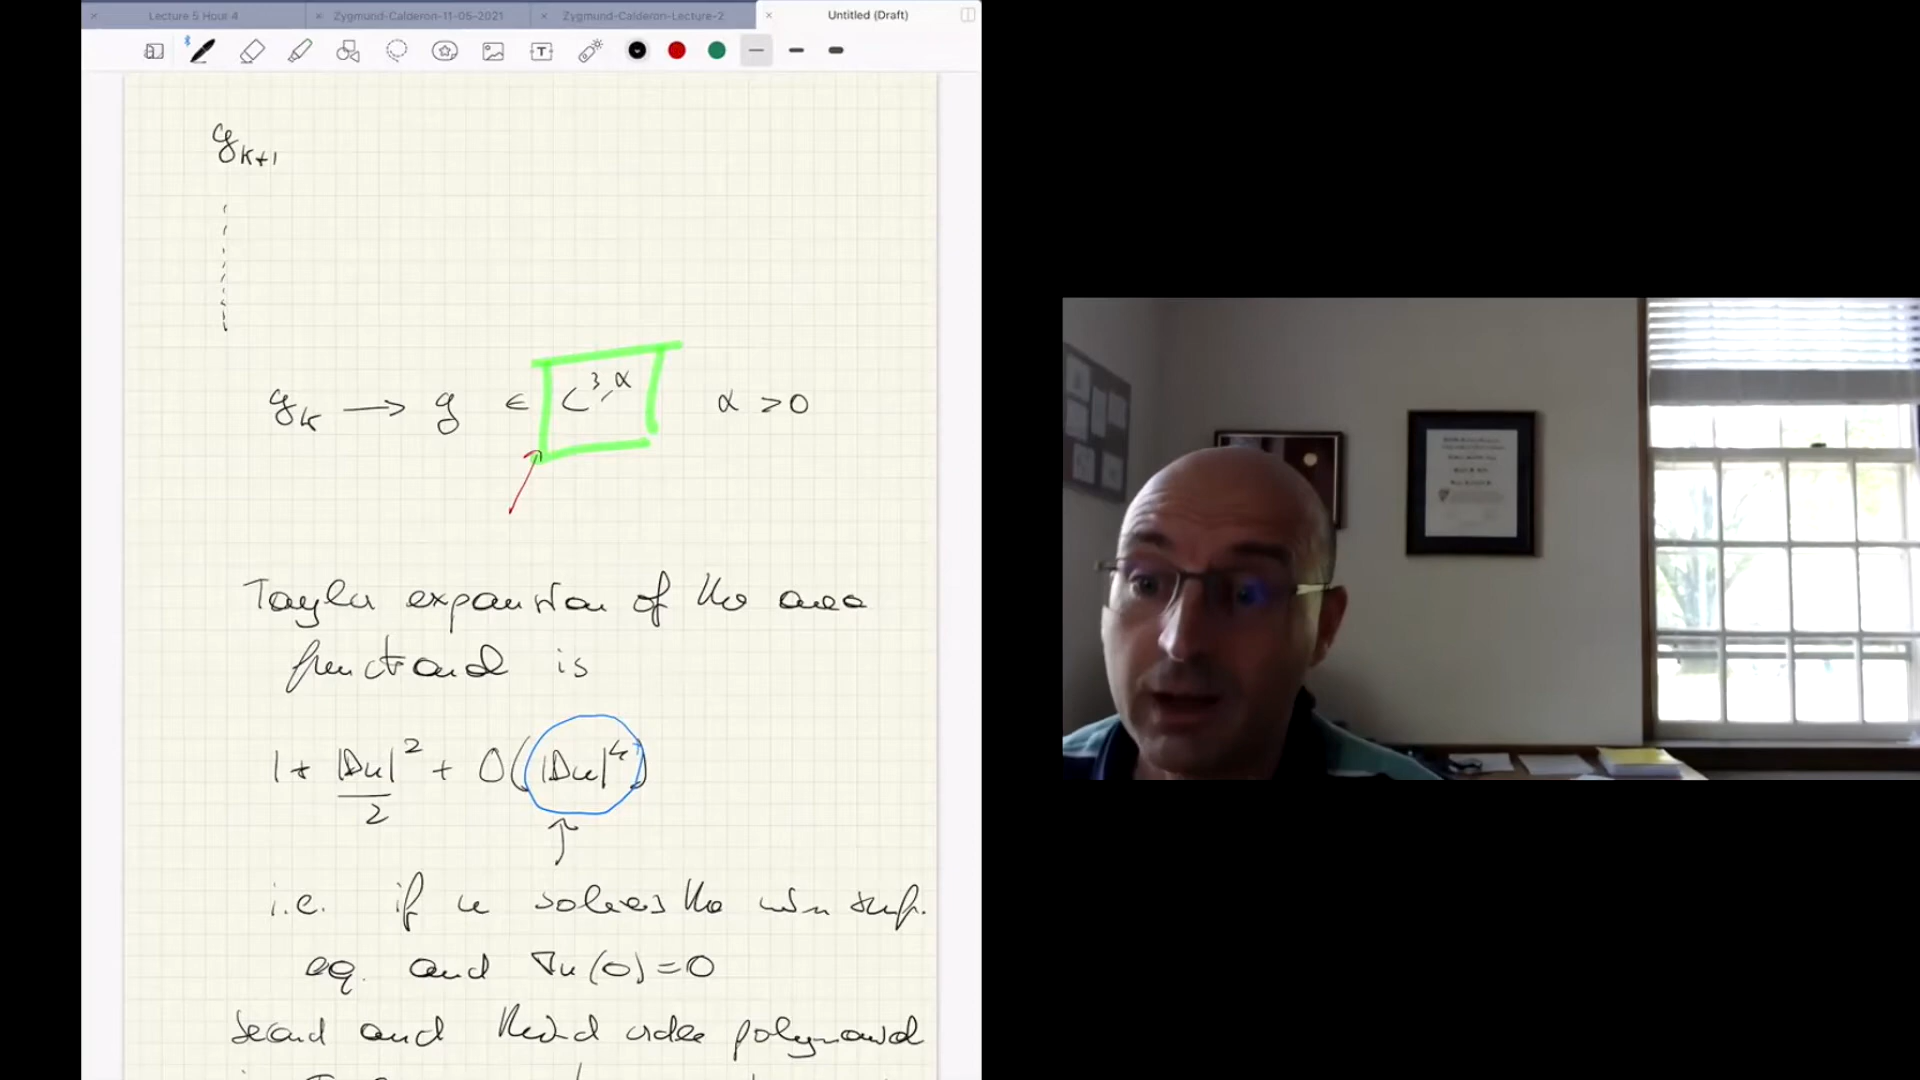 Lecture 5 Hour 4
Zygmund-Calderon-11-05-2021
Zygmund-Calderon-Lecture-2
Untitled (Draft)
g_{k+1}
g_k → g ∈ C^{3,α} α > 0
Taylor expansion of the area
functional is
1 + |Du|^2/2 + O(|Du|^4)
i.e. if u solves the min surf.
eq. and ∇u(0)=0
second and third order polynomial